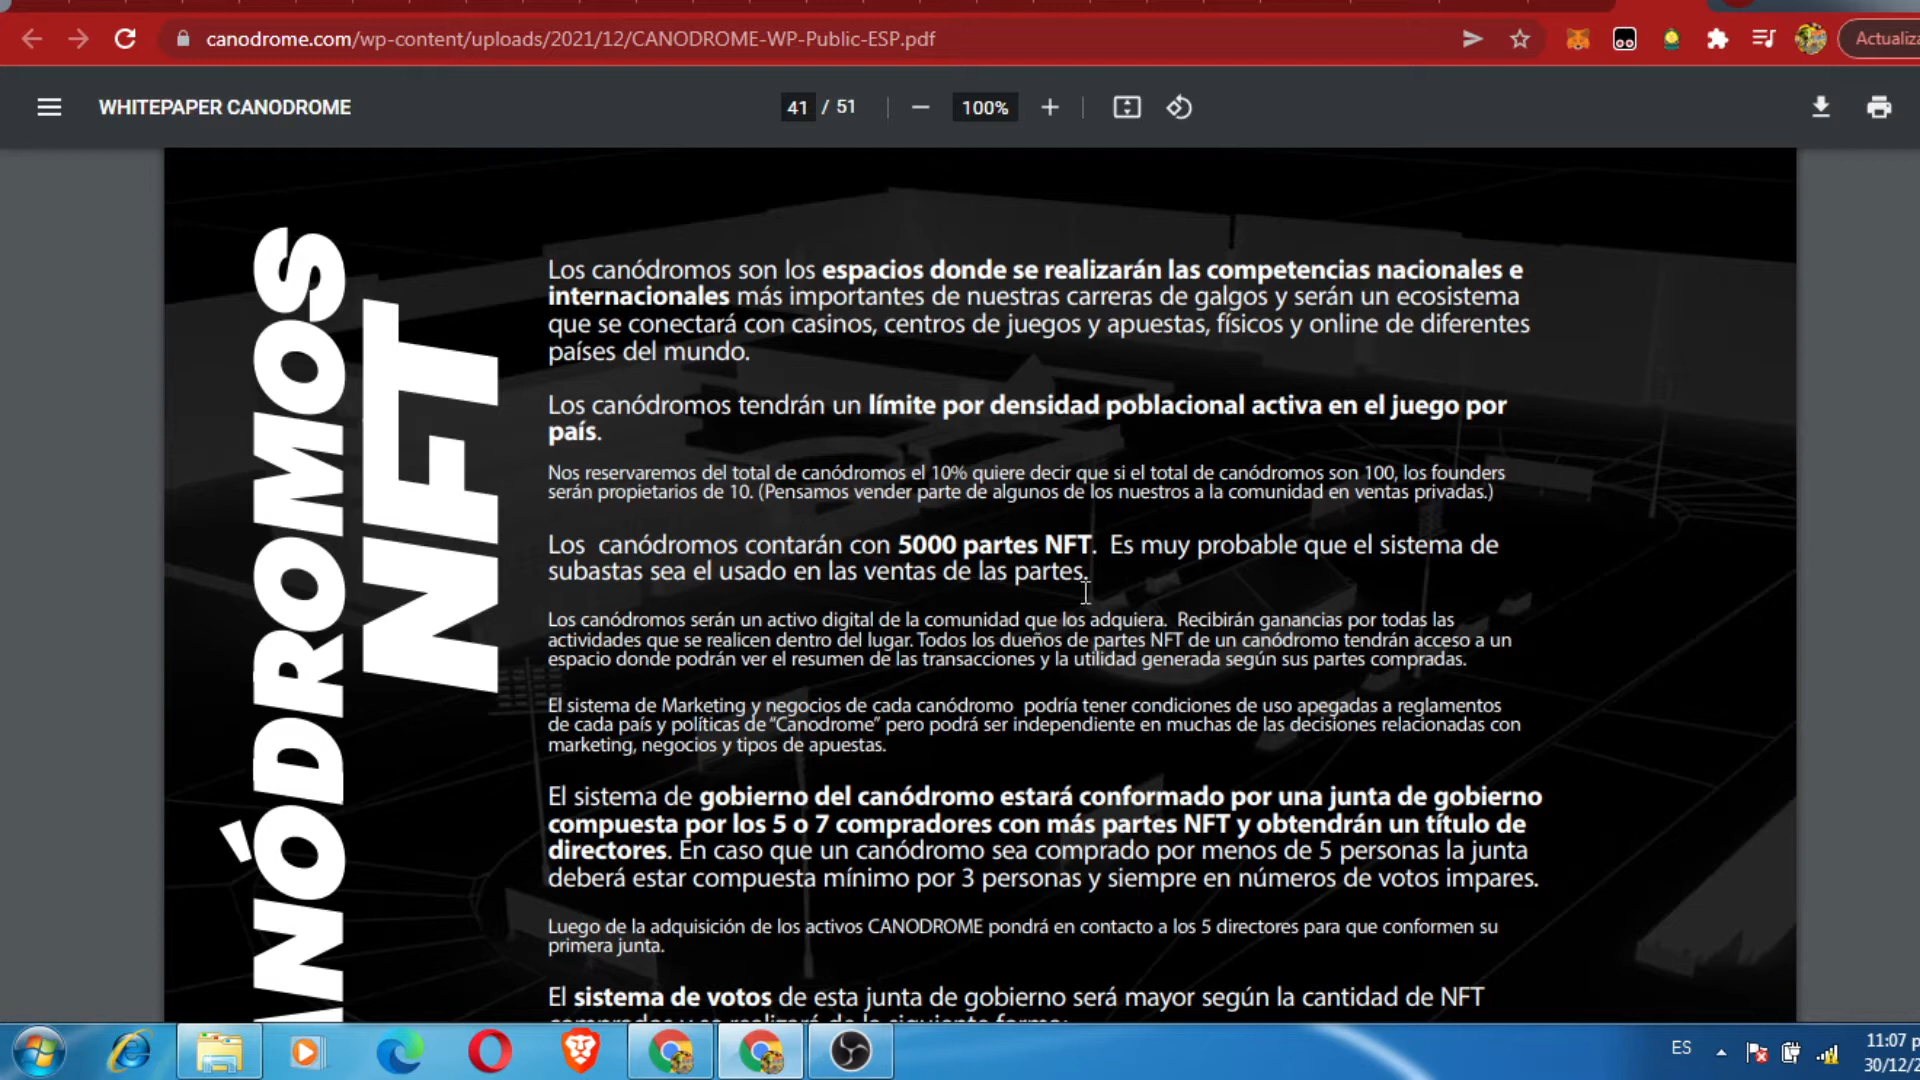 canodrome.com/wp-content/uploads/2021/12/CANODROME-WP-Public-ESP.pdf
Actualiza
WHITEPAPER CANODROME
41 / 51
100%
ANÓDROMOS
NFT
Los canódromos son los espacios donde se realizarán las competencias nacionales e
internacionales más importantes de nuestras carreras de galgos y serán un ecosistema
que se conectará con casinos, centros de juegos y apuestas, físicos y online de diferentes
países del mundo.
Los canódromos tendrán un límite por densidad poblacional activa en el juego por
país.
Nos reservaremos del total de canódromos el 10% quiere decir que si el total de canódromos son 100, los founders
serán propietarios de 10. (Pensamos vender parte de algunos de los nuestros a la comunidad en ventas privadas.)
Los canódromos contarán con 5000 partes NFT. Es muy probable que el sistema de
subastas sea el usado en las ventas de las partes.
Los canódromos serán un activo digital de la comunidad que los adquiera. Recibirán ganancias por todas las
actividades que se realicen dentro del lugar. Todos los dueños de partes NFT de un canódromo tendrán acceso a un
espacio donde podrán ver el resumen de las transacciones y la utilidad generada según sus partes compradas.
El sistema de Marketing y negocios de cada canódromo podría tener condiciones de uso apegadas a reglamentos
de cada país y políticas de “Canodrome” pero podrá ser independiente en muchas de las decisiones relacionadas con
marketing, negocios y tipos de apuestas.
El sistema de gobierno del canódromo estará conformado por una junta de gobierno
compuesta por los 5 o 7 compradores con más partes NFT y obtendrán un título de
directores. En caso que un canódromo sea comprado por menos de 5 personas la junta
deberá estar compuesta mínimo por 3 personas y siempre en números de votos impares.
Luego de la adquisición de los activos CANODROME pondrá en contacto a los 5 directores para que conformen su
primera junta.
El sistema de votos de esta junta de gobierno será mayor según la cantidad de NFT
comprados y se realizará de la siguiente forma:
ES
11:07 p
30/12/2